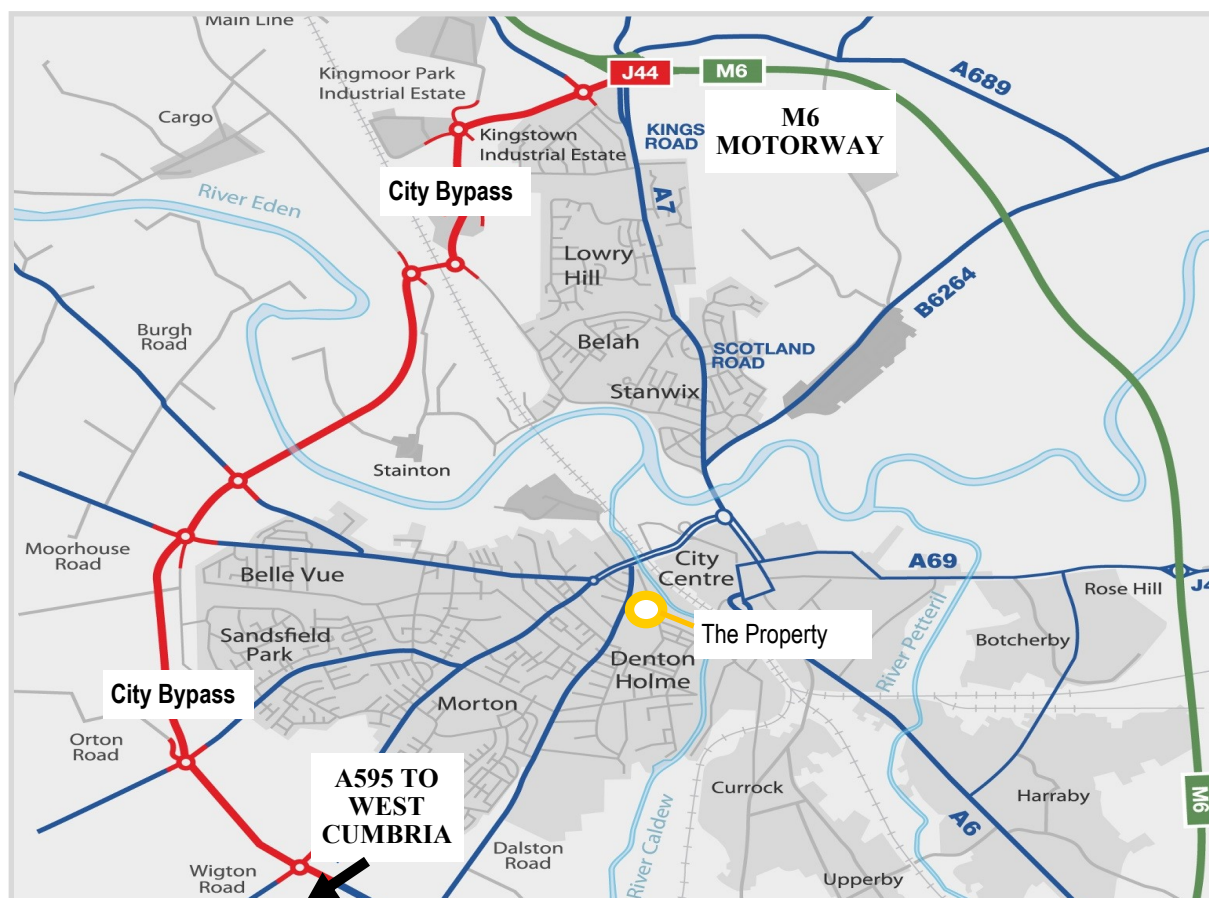 Main Line
Kingmoor Park
Industrial Estate
J44
M6
A689
Cargo
Kingstown
Industrial Estate
KINGS
ROAD
M6
MOTORWAY
City Bypass
River Eden
A7
Lowry
Hill
B6264
Burgh
Road
Belah
SCOTLAND
ROAD
Stanwix
Stainton
Moorhouse
Road
Belle Vue
City
Centre
A69
J4
Rose Hill
Sandsfield
Park
The Property
Botcherby
River Petteril
Denton
Holme
City Bypass
Morton
Orton
Road
A595 TO
WEST
CUMBRIA
Currock
Harraby
M6
A6
Dalston
Road
River Caldew
Wigton
Road
Upperby